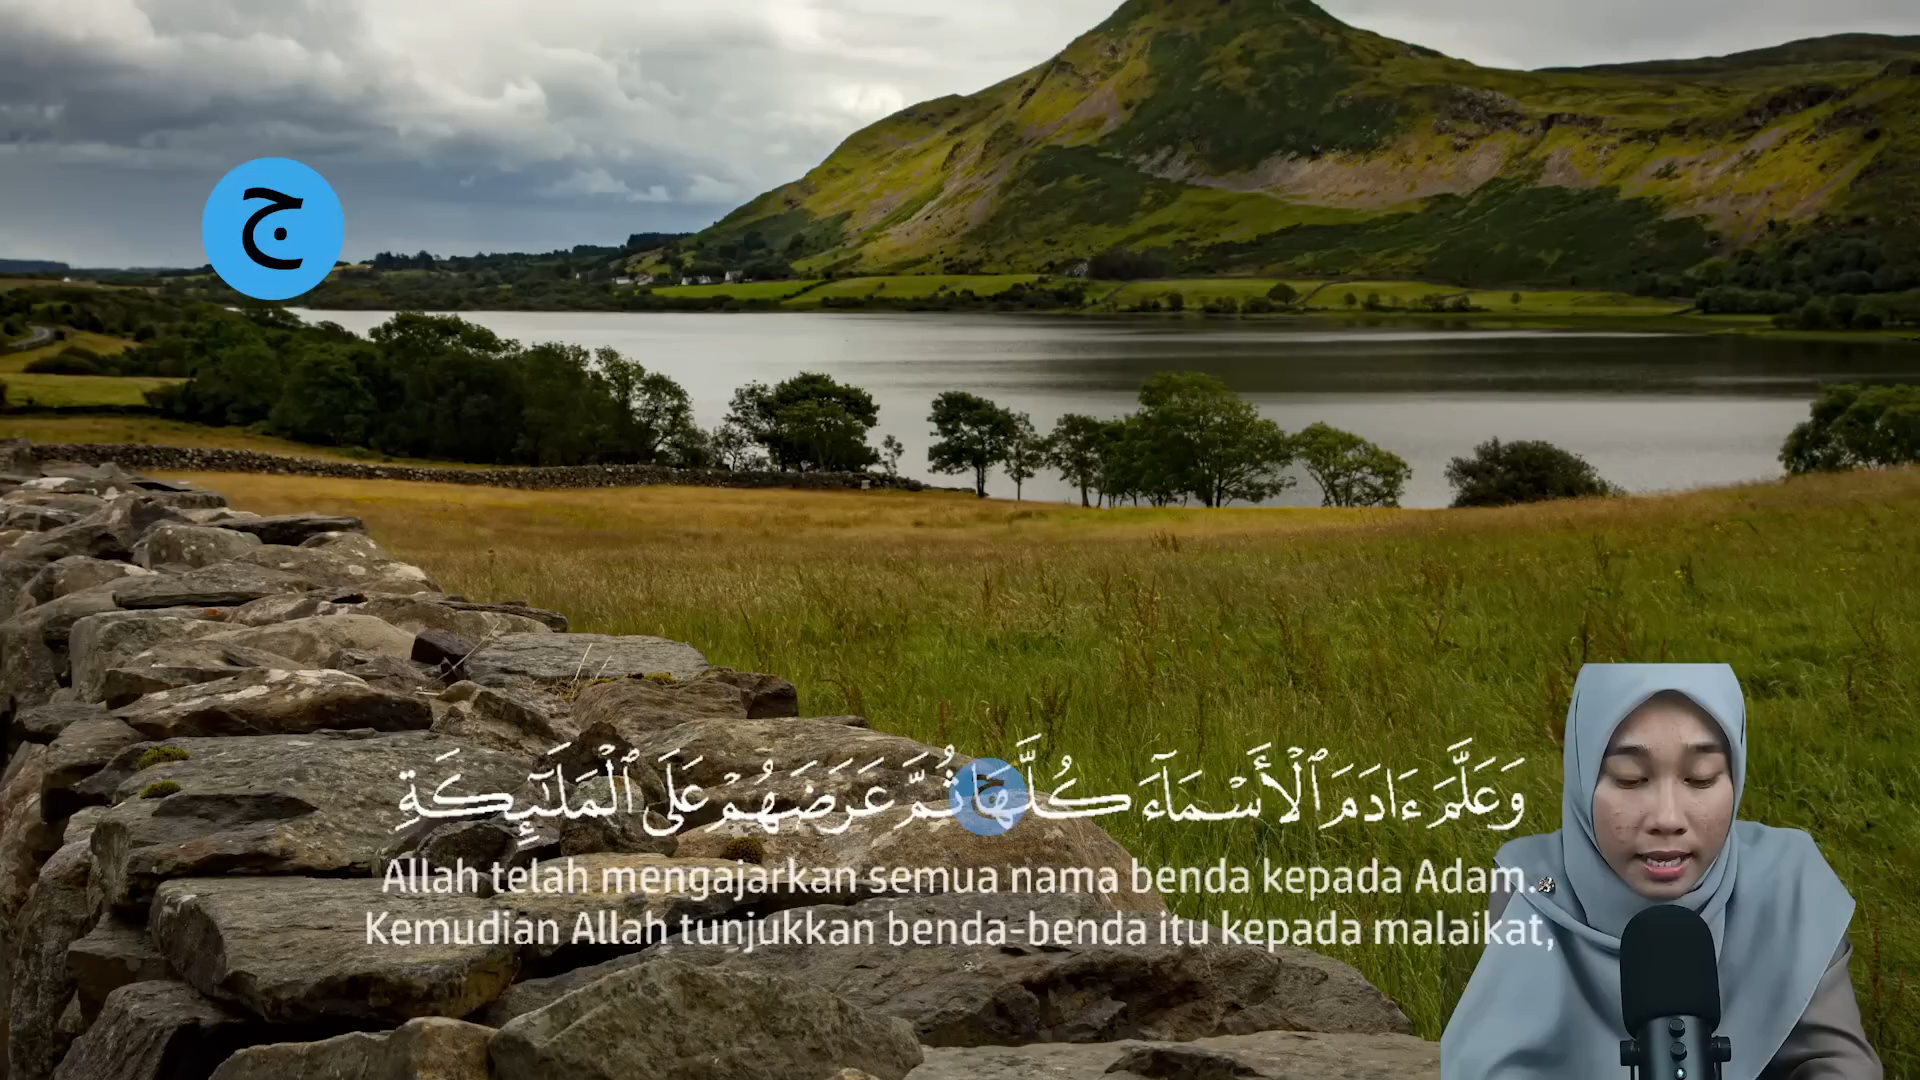 ج
وَعَلَّمَ ءَادَمَ ٱلْأَسْمَآءَ كُلَّهَا ثُمَّ عَرَضَهُمْ عَلَى ٱلْمَلَـٰٓئِكَةِ
Allah telah mengajarkan semua nama benda kepada Adam.
Kemudian Allah tunjukkan benda-benda itu kepada malaikat,